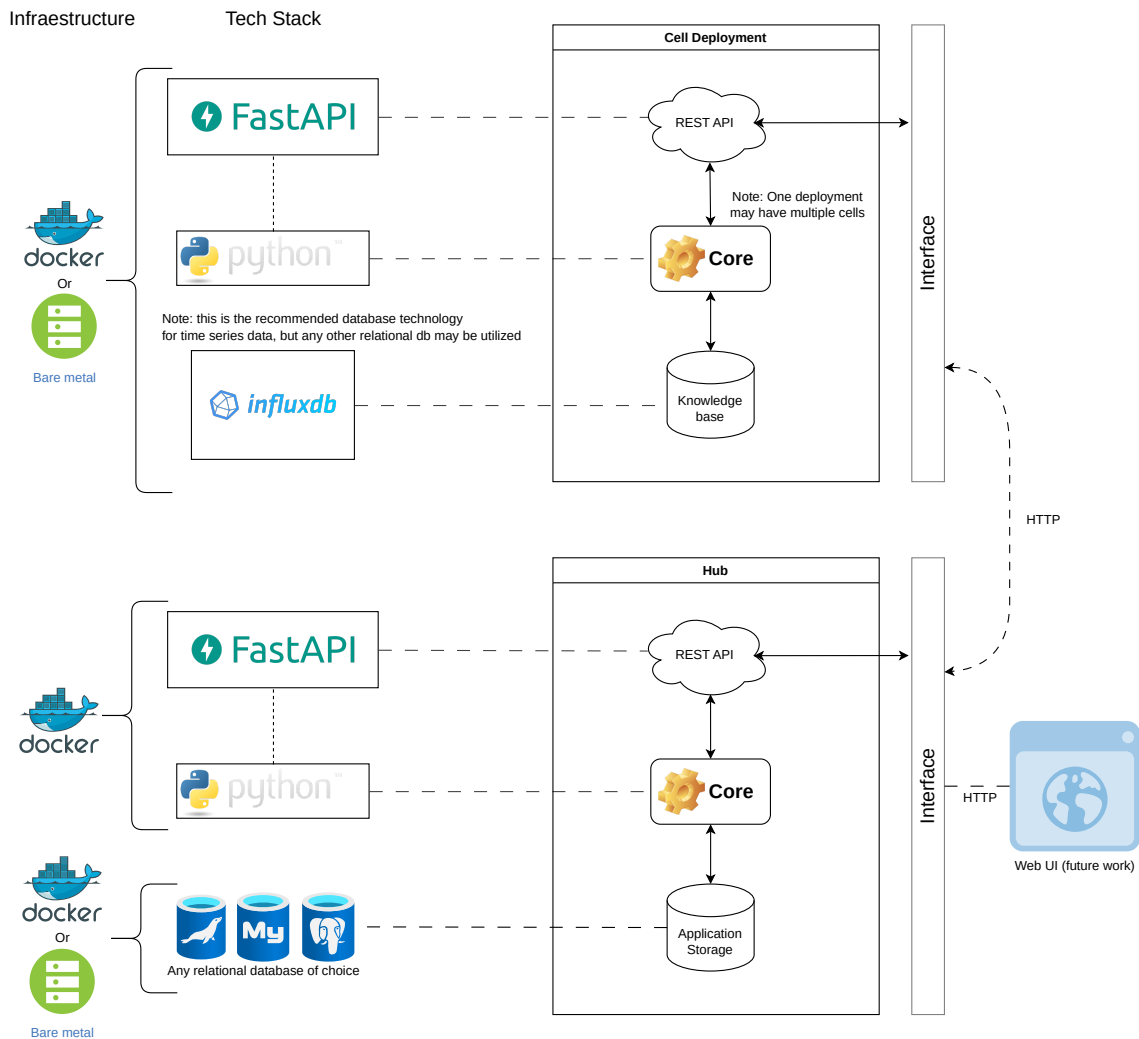 Infraestructure
Tech Stack
Cell Deployment
FastAPI
REST API
Note: One deployment
may have multiple cells
docker
Or
Bare metal
python
Core
Interface
Note: this is the recommended database technology
for time series data, but any other relational db may be utilized
influxdb
Knowledge
base
HTTP
Hub
FastAPI
REST API
docker
python
Core
Interface
HTTP
Web UI (future work)
docker
Or
Bare metal
My
Any relational database of choice
Application
Storage